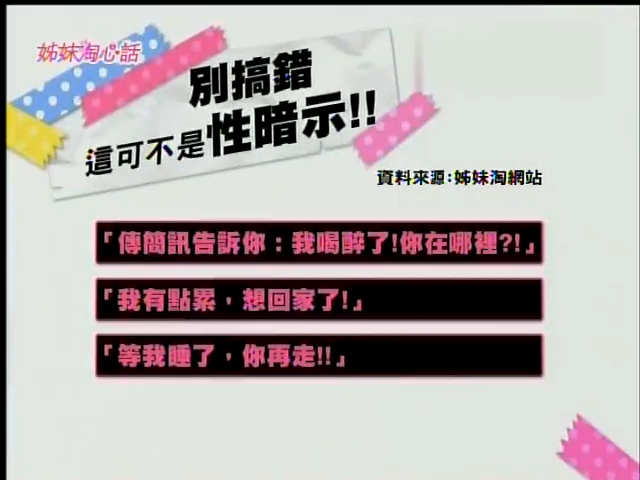 姊妹淘心話
別搞錯
這可不是性暗示!!
資料來源:姊妹淘網站
「傳簡訊告訴你：我喝醉了!你在哪裡?!」
「我有點累，想回家了!」
「等我睡了，你再走!!」